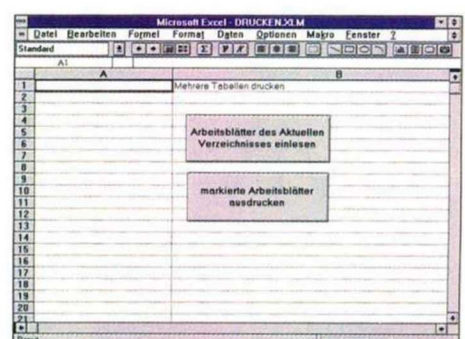 Microsoft Excel - DRUCKEN.XLM
Datei Bearbeiten Formel Format Daten Optionen Makro Fenster ?
Standard
A1
A B
1 Mehrere Tabellen drucken
2
3
4
Arbeitsblätter des Aktuellen
5
6
Verzeichnisses einlesen
7
8
9
10
markierte Arbeitsblätter
11
ausdrucken
12
13
14
15
16
17
18
19
20
21